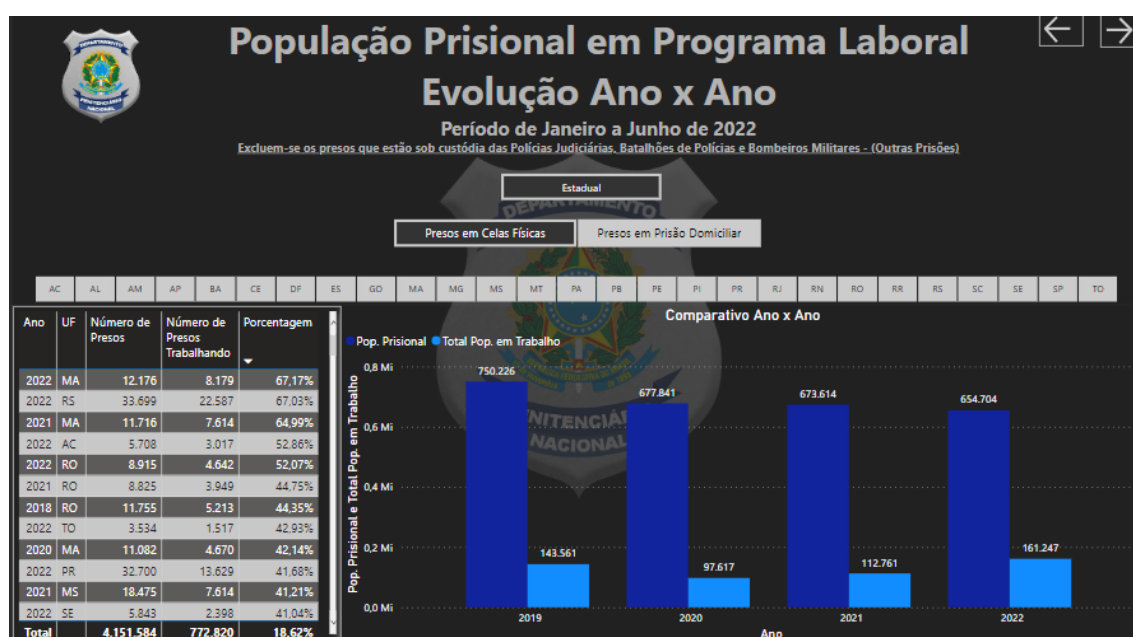 População Prisional em Programa Laboral
Evolução Ano x Ano
Período de Janeiro a Junho de 2022
Excluem-se os presos que estão sob custódia das Polícias Judiciárias, Batalhões de Polícias e Bombeiros Militares - (Outras Prisões)
Estadual
Presos em Celas Físicas Presos em Prisão Domiciliar
AC AL AM AP BA CE DF ES GO MA MG MS MT PA PB PE PI PR RJ RN RO RR RS SC SE SP TO
Ano UF Número de Presos Número de Presos Trabalhando Porcentagem
2022 MA 12.176 8.179 67,17%
2022 RS 33.699 22.587 67,03%
2021 MA 11.716 7.614 64,99%
2022 AC 5.708 3.017 52,86%
2022 RO 8.915 4.642 52,07%
2021 RO 8.825 3.949 44,75%
2018 RO 11.755 5.213 44,35%
2022 TO 3.534 1.517 42,93%
2020 MA 11.082 4.670 42,14%
2022 PR 32.700 13.629 41,68%
2021 MS 18.475 7.614 41,21%
2022 SE 5.843 2.398 41,04%
Total 4.151.584 772.820 18,62%
Comparativo Ano x Ano
Pop. Prisional Total Pop. em Trabalho
Pop. Prisional e Total Pop. em Trabalho
0,8 Mi
0,6 Mi
0,4 Mi
0,2 Mi
0,0 Mi
750.226 677.841 673.614 654.704
143.561 97.617 112.761 161.247
2019 2020 2021 2022
Ano
DEPARTAMENTO
PENITENCIÁRIO
NACIONAL